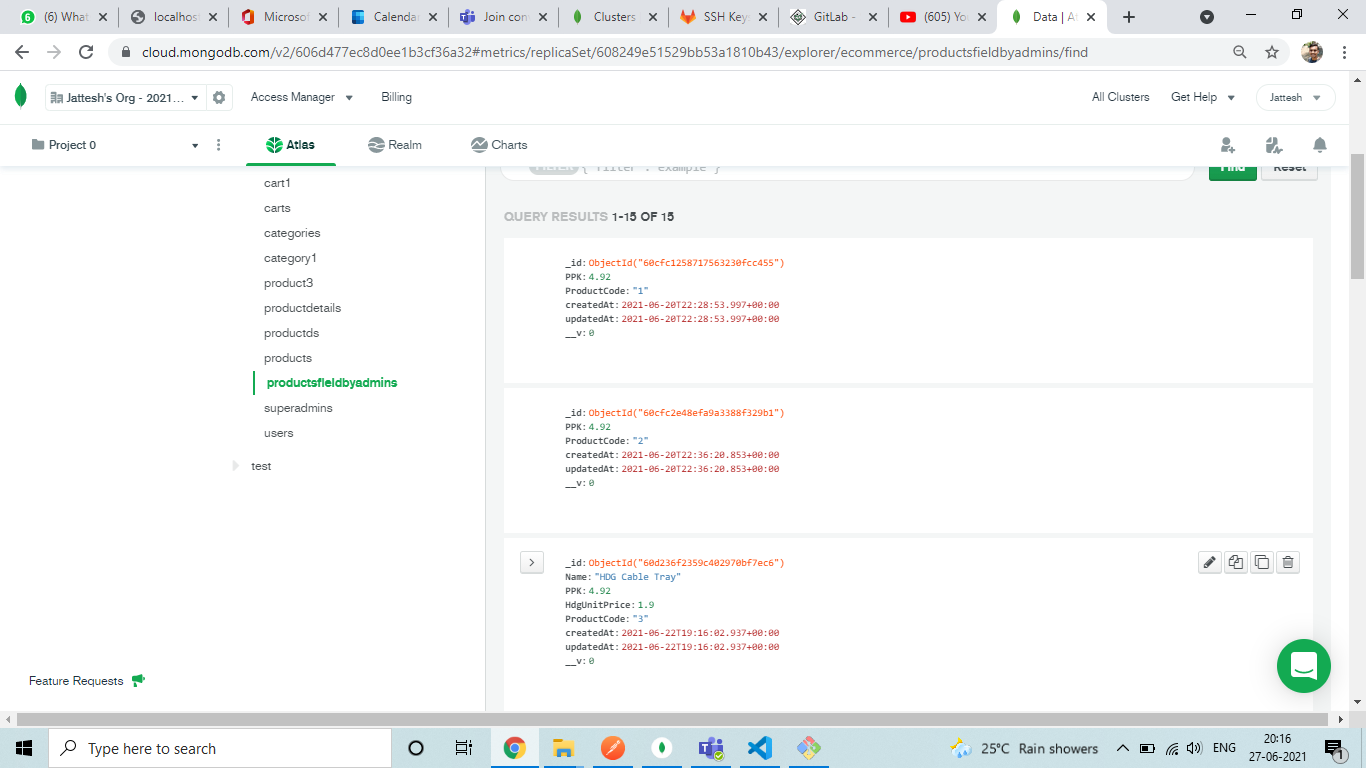 (6) What
localhost
Microsof
Calendar
Join con
Clusters
SSH Key
GitLab -
(605) Yo
Data | A
cloud.mongodb.com/v2/606d477ec8d0ee1b3cf36a32#metrics/replicaSet/608249e51529bb53a1810b43/explorer/ecommerce/productsfieldbyadmins/find
Jattesh's Org - 2021...
Access Manager
Billing
All Clusters
Get Help
Jattesh
Project 0
Atlas
Realm
Charts
FILTER { "filter": "example" }
Find
Reset
cart1
carts
categories
category1
product3
productdetails
productds
products
productsfieldbyadmins
superadmins
users
test
Feature Requests
QUERY RESULTS 1-15 OF 15
_id: ObjectId("60cfc1258717563230fcc455")
PPK: 4.92
ProductCode: "1"
createdAt: 2021-06-20T22:28:53.997+00:00
updatedAt: 2021-06-20T22:28:53.997+00:00
__v: 0
_id: ObjectId("60cfc2e48efa9a3388f329b1")
PPK: 4.92
ProductCode: "2"
createdAt: 2021-06-20T22:36:20.853+00:00
updatedAt: 2021-06-20T22:36:20.853+00:00
__v: 0
_id: ObjectId("60d236f2359c402970bf7ec6")
Name: "HDG Cable Tray"
PPK: 4.92
HdgUnitPrice: 1.9
ProductCode: "3"
createdAt: 2021-06-22T19:16:02.937+00:00
updatedAt: 2021-06-22T19:16:02.937+00:00
__v: 0
Type here to search
25°C Rain showers
ENG
20:16
27-06-2021
1